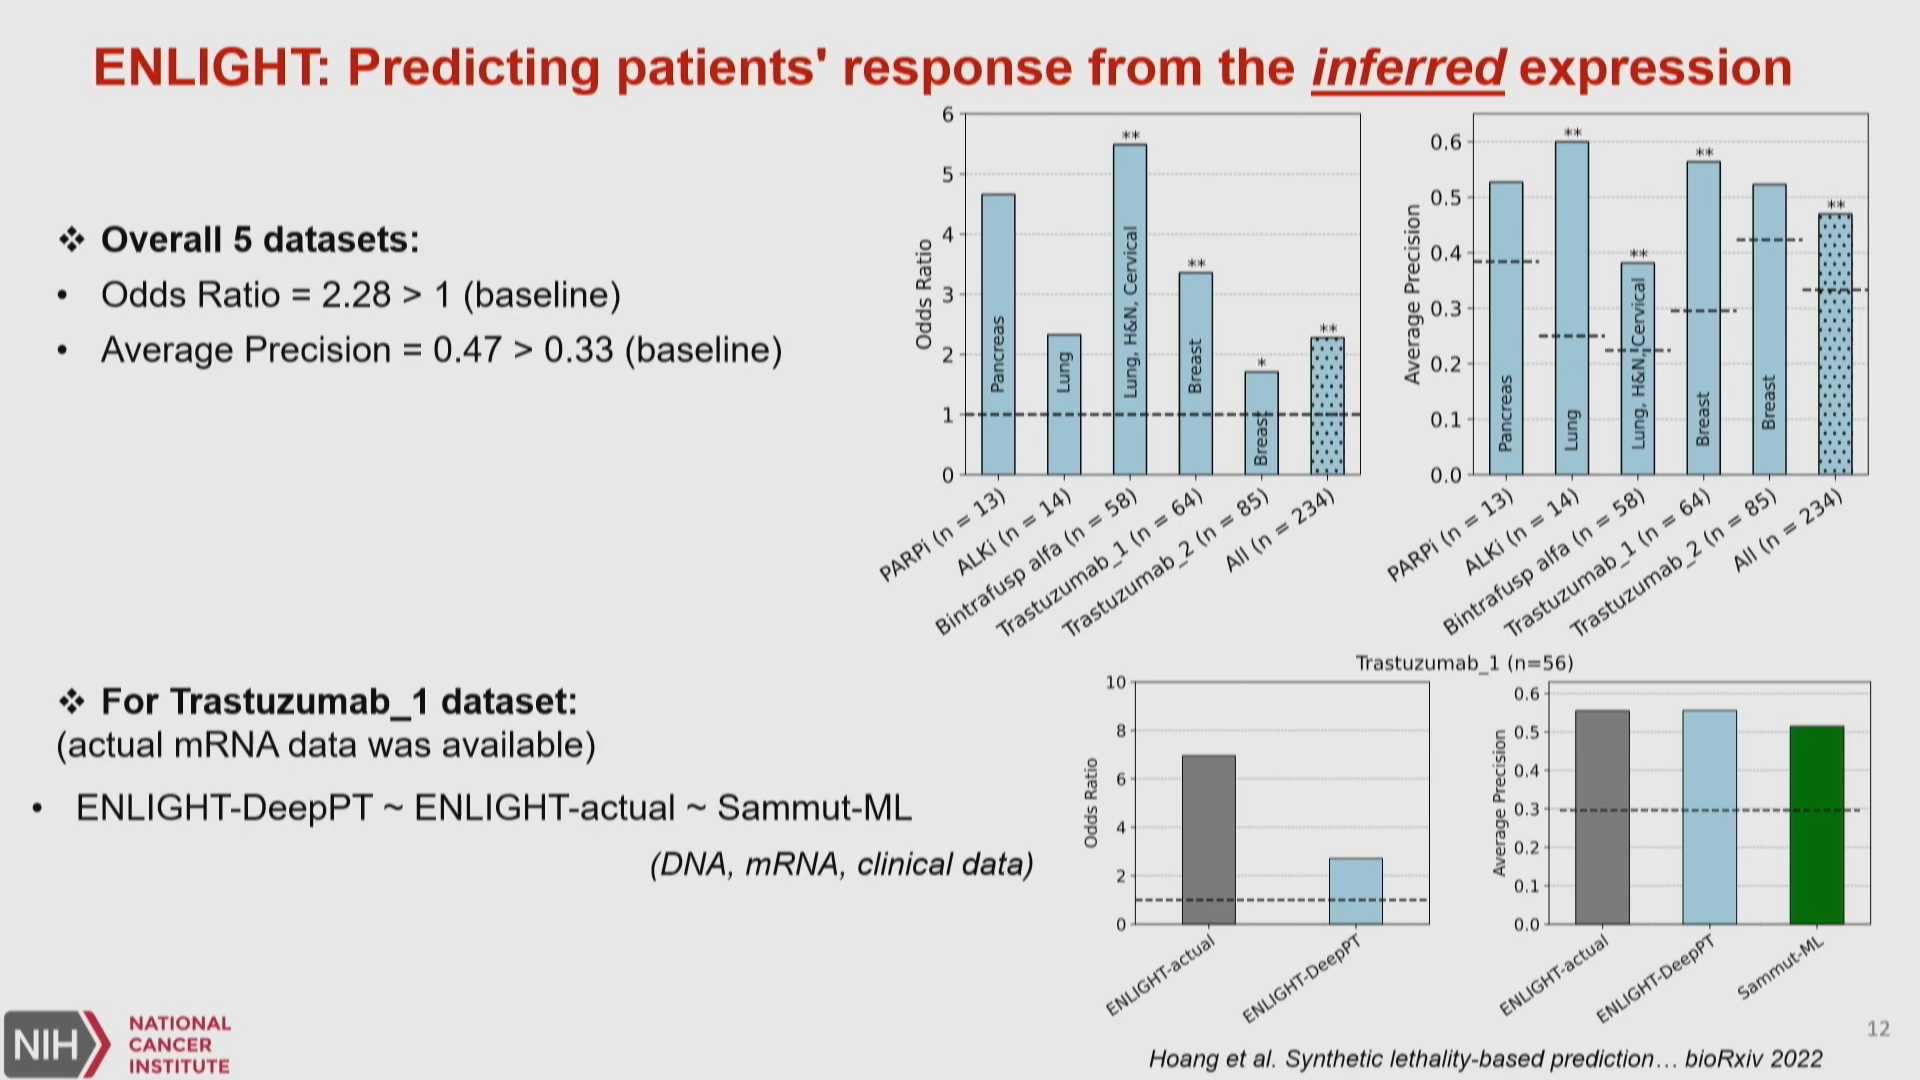 ENLIGHT: Predicting patients' response from the inferred expression
❖ Overall 5 datasets:
• Odds Ratio = 2.28 > 1 (baseline)
• Average Precision = 0.47 > 0.33 (baseline)
Odds Ratio
6
5
4
3
2
1
0
**
**
*
**
Pancreas
Lung
Lung, H&N, Cervical
Breast
Breast
PARPi (n = 13)
ALKi (n = 14)
Bintrafusp alfa (n = 58)
Trastuzumab_1 (n = 64)
Trastuzumab_2 (n = 85)
All (n = 234)
Average Precision
0.6
0.5
0.4
0.3
0.2
0.1
0.0
**
**
**
**
Pancreas
Lung
Lung, H&N, Cervical
Breast
Breast
PARPi (n = 13)
ALKi (n = 14)
Bintrafusp alfa (n = 58)
Trastuzumab_1 (n = 64)
Trastuzumab_2 (n = 85)
All (n = 234)
❖ For Trastuzumab_1 dataset:
(actual mRNA data was available)
• ENLIGHT-DeepPT ~ ENLIGHT-actual ~ Sammut-ML
(DNA, mRNA, clinical data)
Trastuzumab_1 (n=56)
Odds Ratio
10
8
6
4
2
0
ENLIGHT-actual
ENLIGHT-DeepPT
Average Precision
0.6
0.5
0.4
0.3
0.2
0.1
0.0
ENLIGHT-actual
ENLIGHT-DeepPT
Sammut-ML
NIH
NATIONAL
CANCER
INSTITUTE
12
Hoang et al. Synthetic lethality-based prediction… bioRxiv 2022